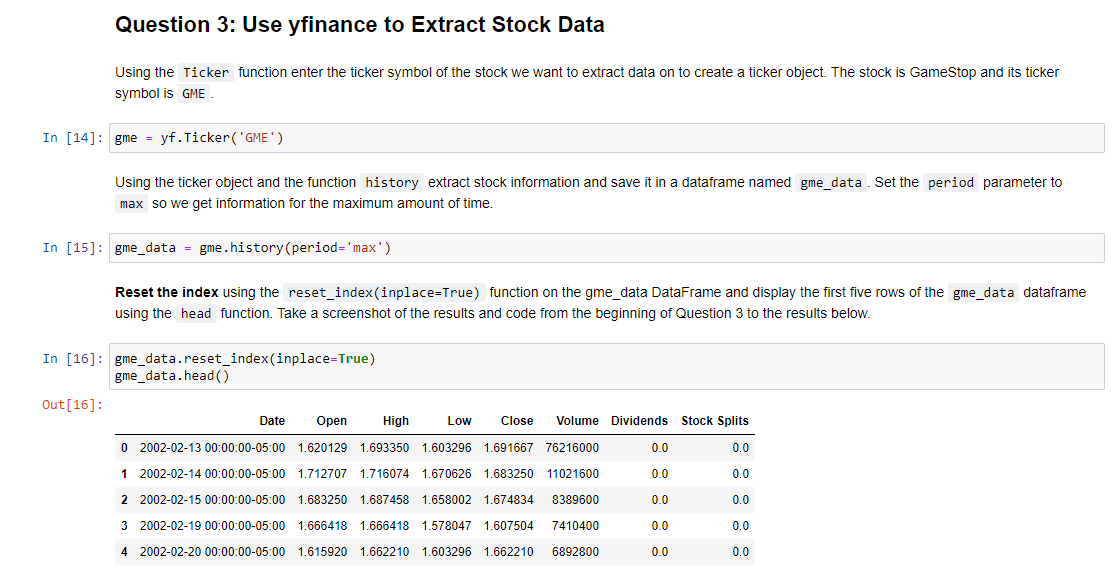 Question 3: Use yfinance to Extract Stock Data
Using the Ticker function enter the ticker symbol of the stock we want to extract data on to create a ticker object. The stock is GameStop and its ticker
symbol is GME .
In [14]: gme = yf.Ticker('GME')
Using the ticker object and the function history extract stock information and save it in a dataframe named gme_data . Set the period parameter to
max so we get information for the maximum amount of time.
In [15]: gme_data = gme.history(period='max')
Reset the index using the reset_index(inplace=True) function on the gme_data DataFrame and display the first five rows of the gme_data dataframe
using the head function. Take a screenshot of the results and code from the beginning of Question 3 to the results below.
In [16]: gme_data.reset_index(inplace=True)
gme_data.head()
Out[16]:
Date Open High Low Close Volume Dividends Stock Splits
0 2002-02-13 00:00:00-05:00 1.620129 1.693350 1.603296 1.691667 76216000 0.0 0.0
1 2002-02-14 00:00:00-05:00 1.712707 1.716074 1.670626 1.683250 11021600 0.0 0.0
2 2002-02-15 00:00:00-05:00 1.683250 1.687458 1.658002 1.674834 8389600 0.0 0.0
3 2002-02-19 00:00:00-05:00 1.666418 1.666418 1.578047 1.607504 7410400 0.0 0.0
4 2002-02-20 00:00:00-05:00 1.615920 1.662210 1.603296 1.662210 6892800 0.0 0.0